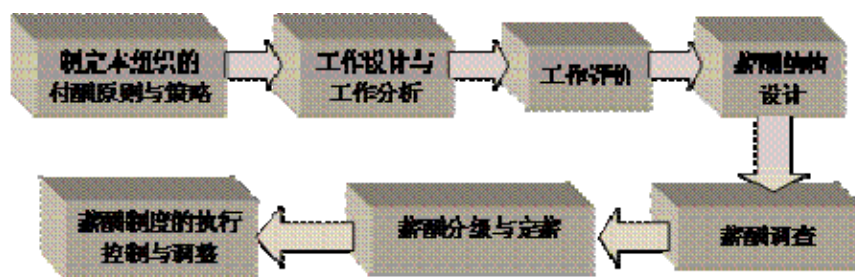 制定本组织的
付酬原则与策略
工作设计与
工作分析
工作评价
薪酬结构
设计
薪酬调查
薪酬分级与定薪
薪酬制度的执行
控制与调整